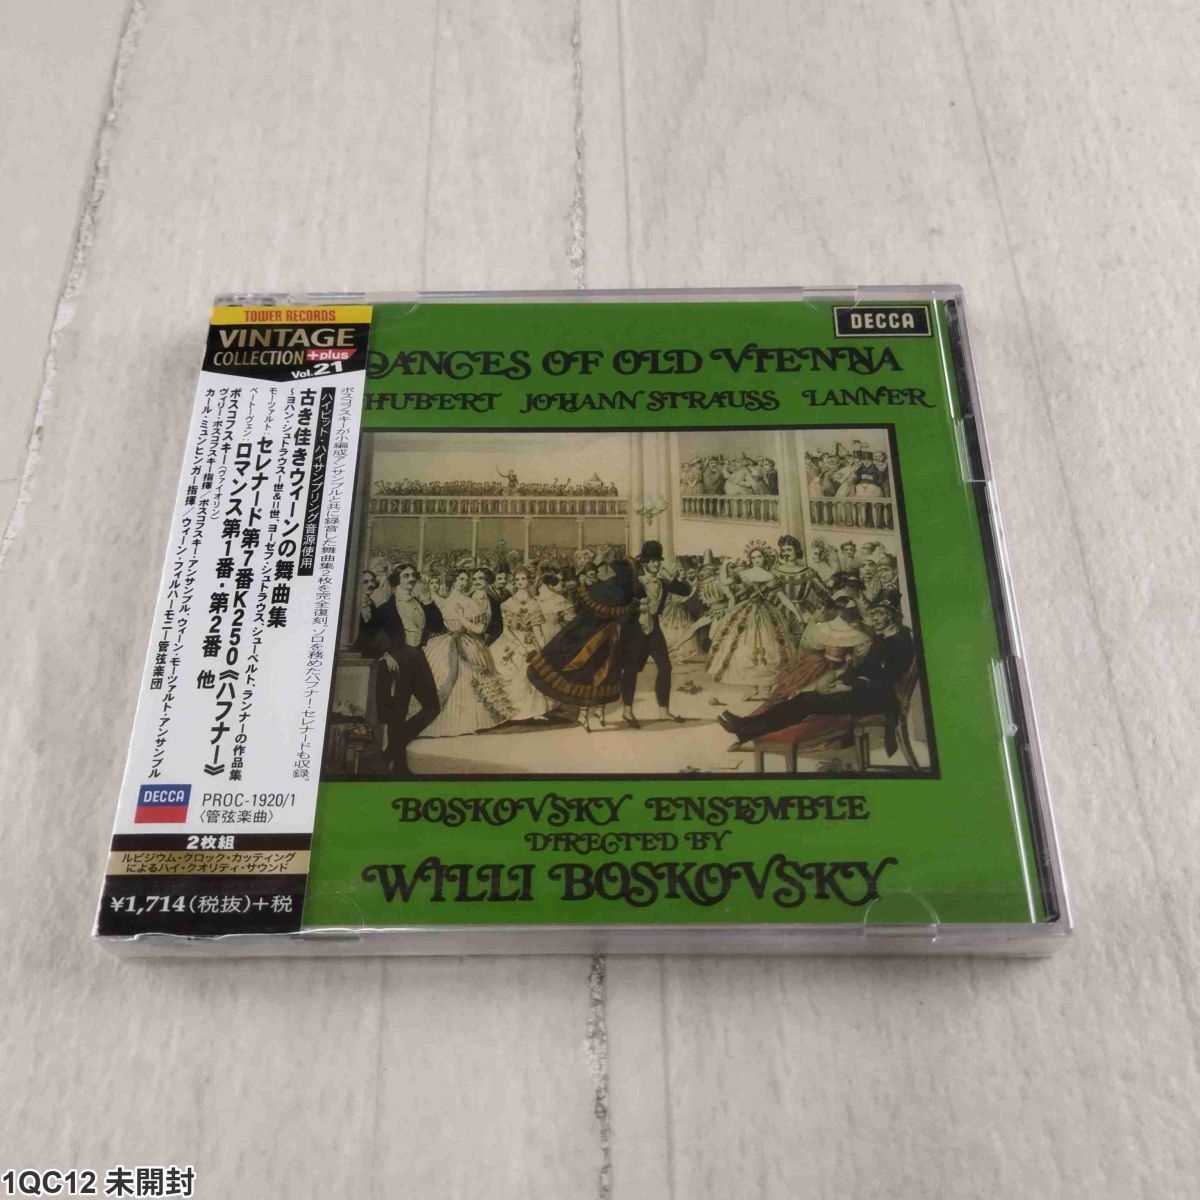 TOWER RECORDS
VINTAGE
COLLECTION +plus
Vol.21
ボスコフスキーが小編成アンサンブルと共に録音した舞曲集2枚を完全復刻。ソロを務めたハフナー・セレナードも収録。
ハイビット・ハイサンプリング音源使用
古き佳きウィーンの舞曲集
～ヨハン・シュトラウス一世&II世、ヨーゼフ・シュトラウス、シューベルト、ランナーの作品集
モーツァルト:セレナード第7番K250《ハフナー》
ベートーヴェン:ロマンス第1番・第2番 他
ボスコフスキー(ヴァイオリン)
ヴィリー・ボスコフスキー指揮/ボスコフスキー・アンサンブル、ウィーン・モーツァルト・アンサンブル
カール・ミュンヒンガー指揮/ウィーン・フィルハーモニー管弦楽団
DECCA
PROC-1920/1
〈管弦楽曲〉
2枚組
ルビジウム・クロック・カッティング
によるハイ・クオリティ・サウンド
¥1,714(税抜)+税
DECCA
DANCES OF OLD VIENNA
HUBERT JOHANN STRAUSS LANNER
BOSKOVSKY ENSEMBLE
DIRECTED BY
WILLI BOSKOVSKY
1QC12 未開封